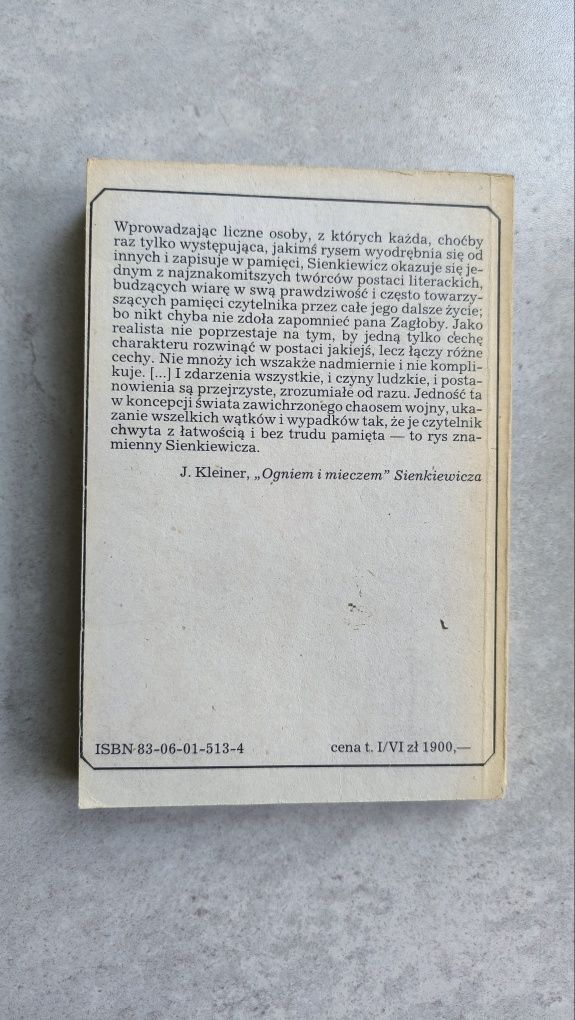 Wprowadzając liczne osoby, z których każda, choćby
raz tylko występująca, jakimś rysem wyodrębnia się od
innych i zapisuje w pamięci, Sienkiewicz okazuje się je-
dnym z najznakomitszych twórców postaci literackich,
budzących wiarę w swą prawdziwość i często towarzy-
szących pamięci czytelnika przez całe jego dalsze życie;
bo nikt chyba nie zdoła zapomnieć pana Zagłoby. Jako
realista nie poprzestaje na tym, by jedną tylko cechę
charakteru rozwinąć w postaci jakiejś, lecz łączy różne
cechy. Nie mnoży ich wszakże nadmiernie i nie kompli-
kuje. [...] I zdarzenia wszystkie, i czyny ludzkie, i posta-
nowienia są przejrzyste, zrozumiałe od razu. Jedność ta
w koncepcji świata zawichrzonego chaosem wojny, uka-
zanie wszelkich wątków i wypadków tak, że je czytelnik
chwyta z łatwością i bez trudu pamięta — to rys zna-
mienny Sienkiewicza.
J. Kleiner, „Ogniem i mieczem” Sienkiewicza
ISBN 83-06-01-513-4 cena t. I/VI zł 1900,—